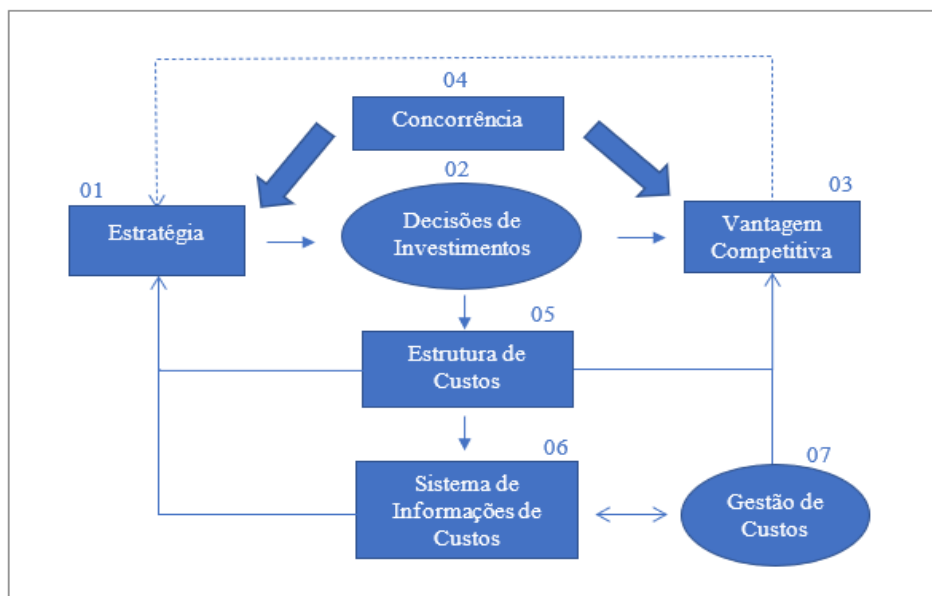 04
Concorrência
01
Estratégia
02
Decisões de
Investimentos
03
Vantagem
Competitiva
05
Estrutura de
Custos
06
Sistema de
Informações de
Custos
07
Gestão de
Custos